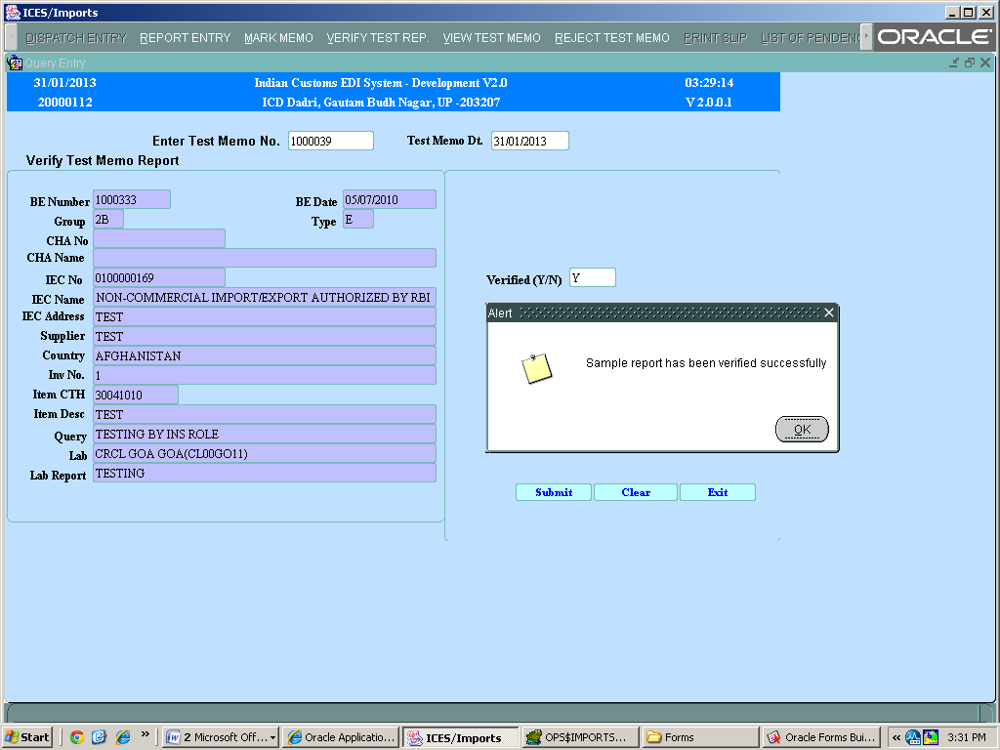 ICES/Imports
DISPATCH ENTRY REPORT ENTRY MARK MEMO VERIFY TEST REP. VIEW TEST MEMO REJECT TEST MEMO PRINT SLIP LIST OF PENDEN ORACLE
Query Entry
31/01/2013 Indian Customs EDI System - Development V2.0 03:29:14
20000112 ICD Dadri, Gautam Budh Nagar, UP -203207 V 2.0.0.1
Enter Test Memo No. 1000039 Test Memo Dt. 31/01/2013
Verify Test Memo Report
BE Number 1000333 BE Date 05/07/2010
Group 2B Type E
CHA No
CHA Name
IEC No 0100000169 Verified (Y/N) Y
IEC Name NON-COMMERCIAL IMPORT/EXPORT AUTHORIZED BY RBI
IEC Address TEST Alert
Supplier TEST
Country AFGHANISTAN Sample report has been verified successfully
Inv No. 1
Item CTH 30041010
Item Desc TEST
Query TESTING BY INS ROLE OK
Lab CRCL GOA GOA(CL00GO11)
Lab Report TESTING
Submit Clear Exit
Start » 2 Microsoft Off... Oracle Applicatio... ICES/Imports OPS$IMPORTS... Forms Oracle Forms Bui... « 3:31 PM